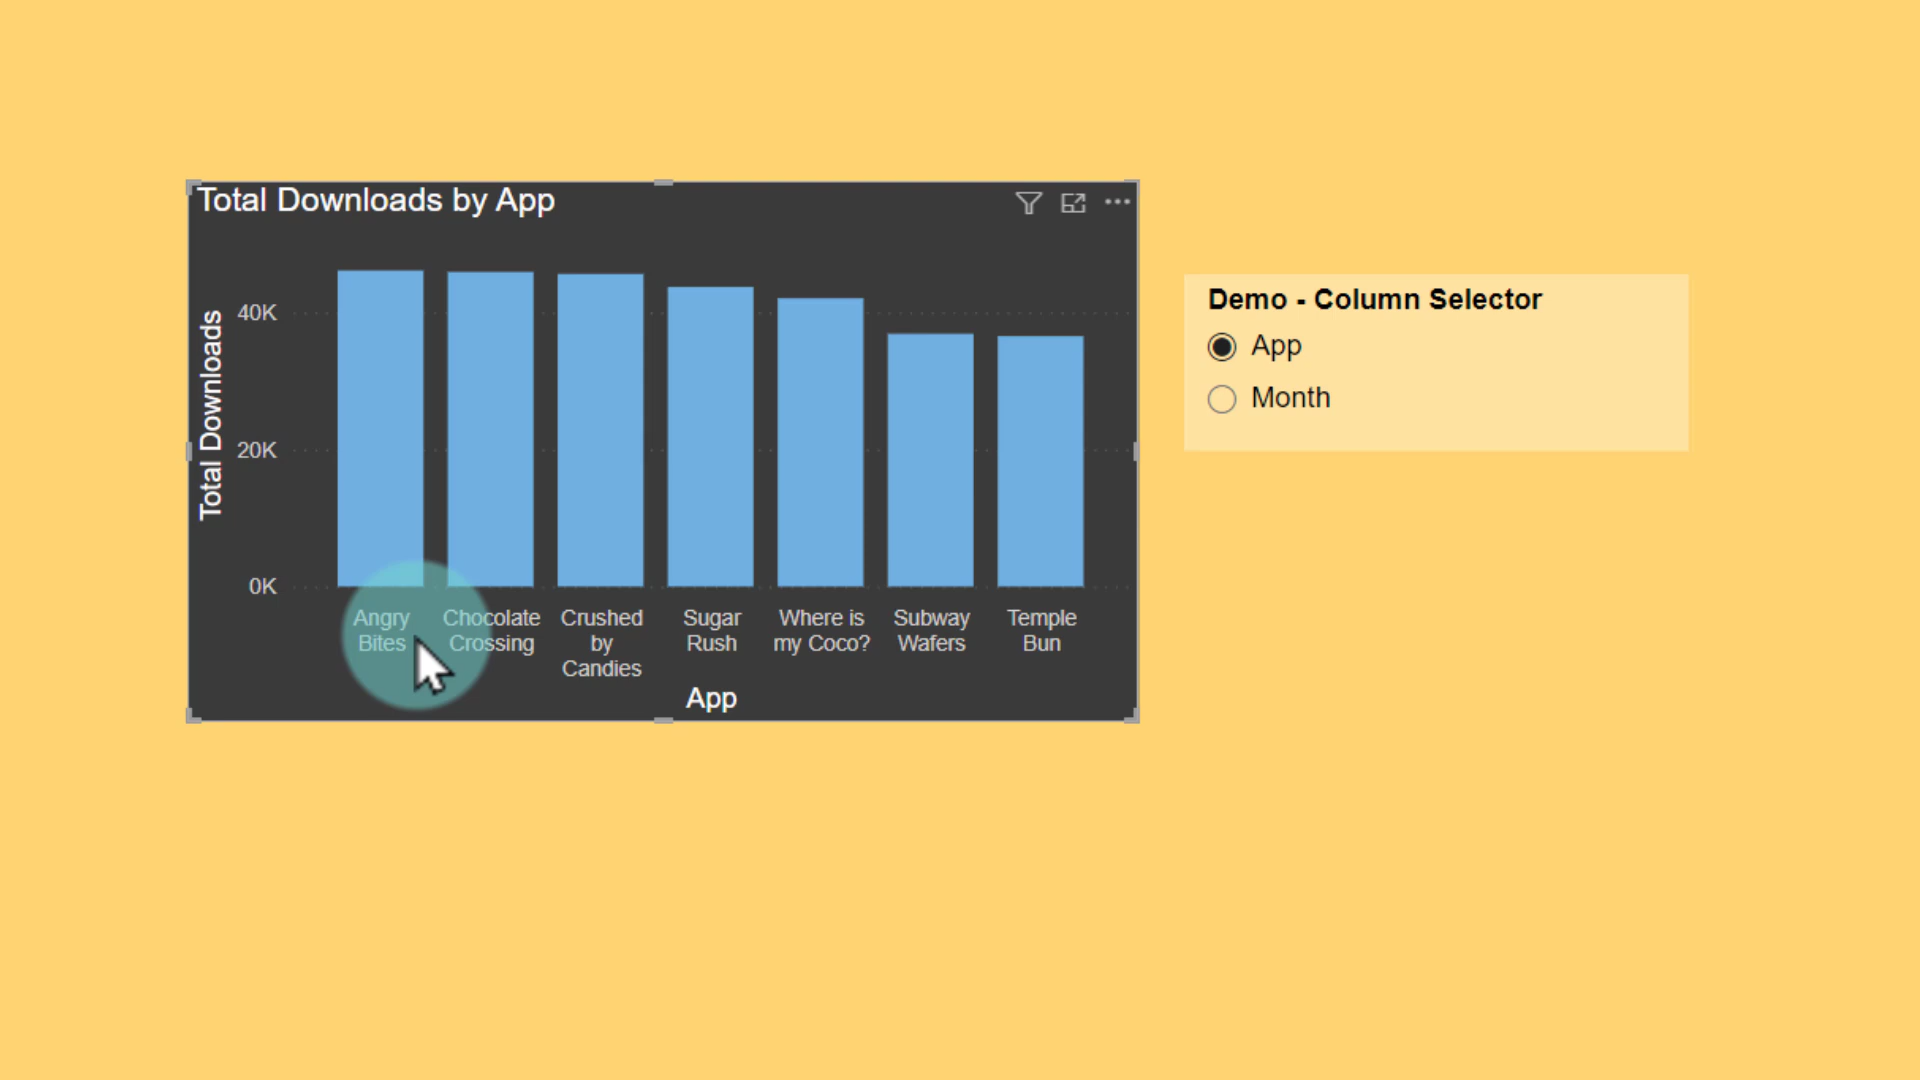 Total Downloads by App
Total Downloads
40K
20K
0K
Angry
Bites
Chocolate
Crossing
Crushed
by
Candies
Sugar
Rush
Where is
my Coco?
Subway
Wafers
Temple
Bun
App
Demo - Column Selector
App
Month